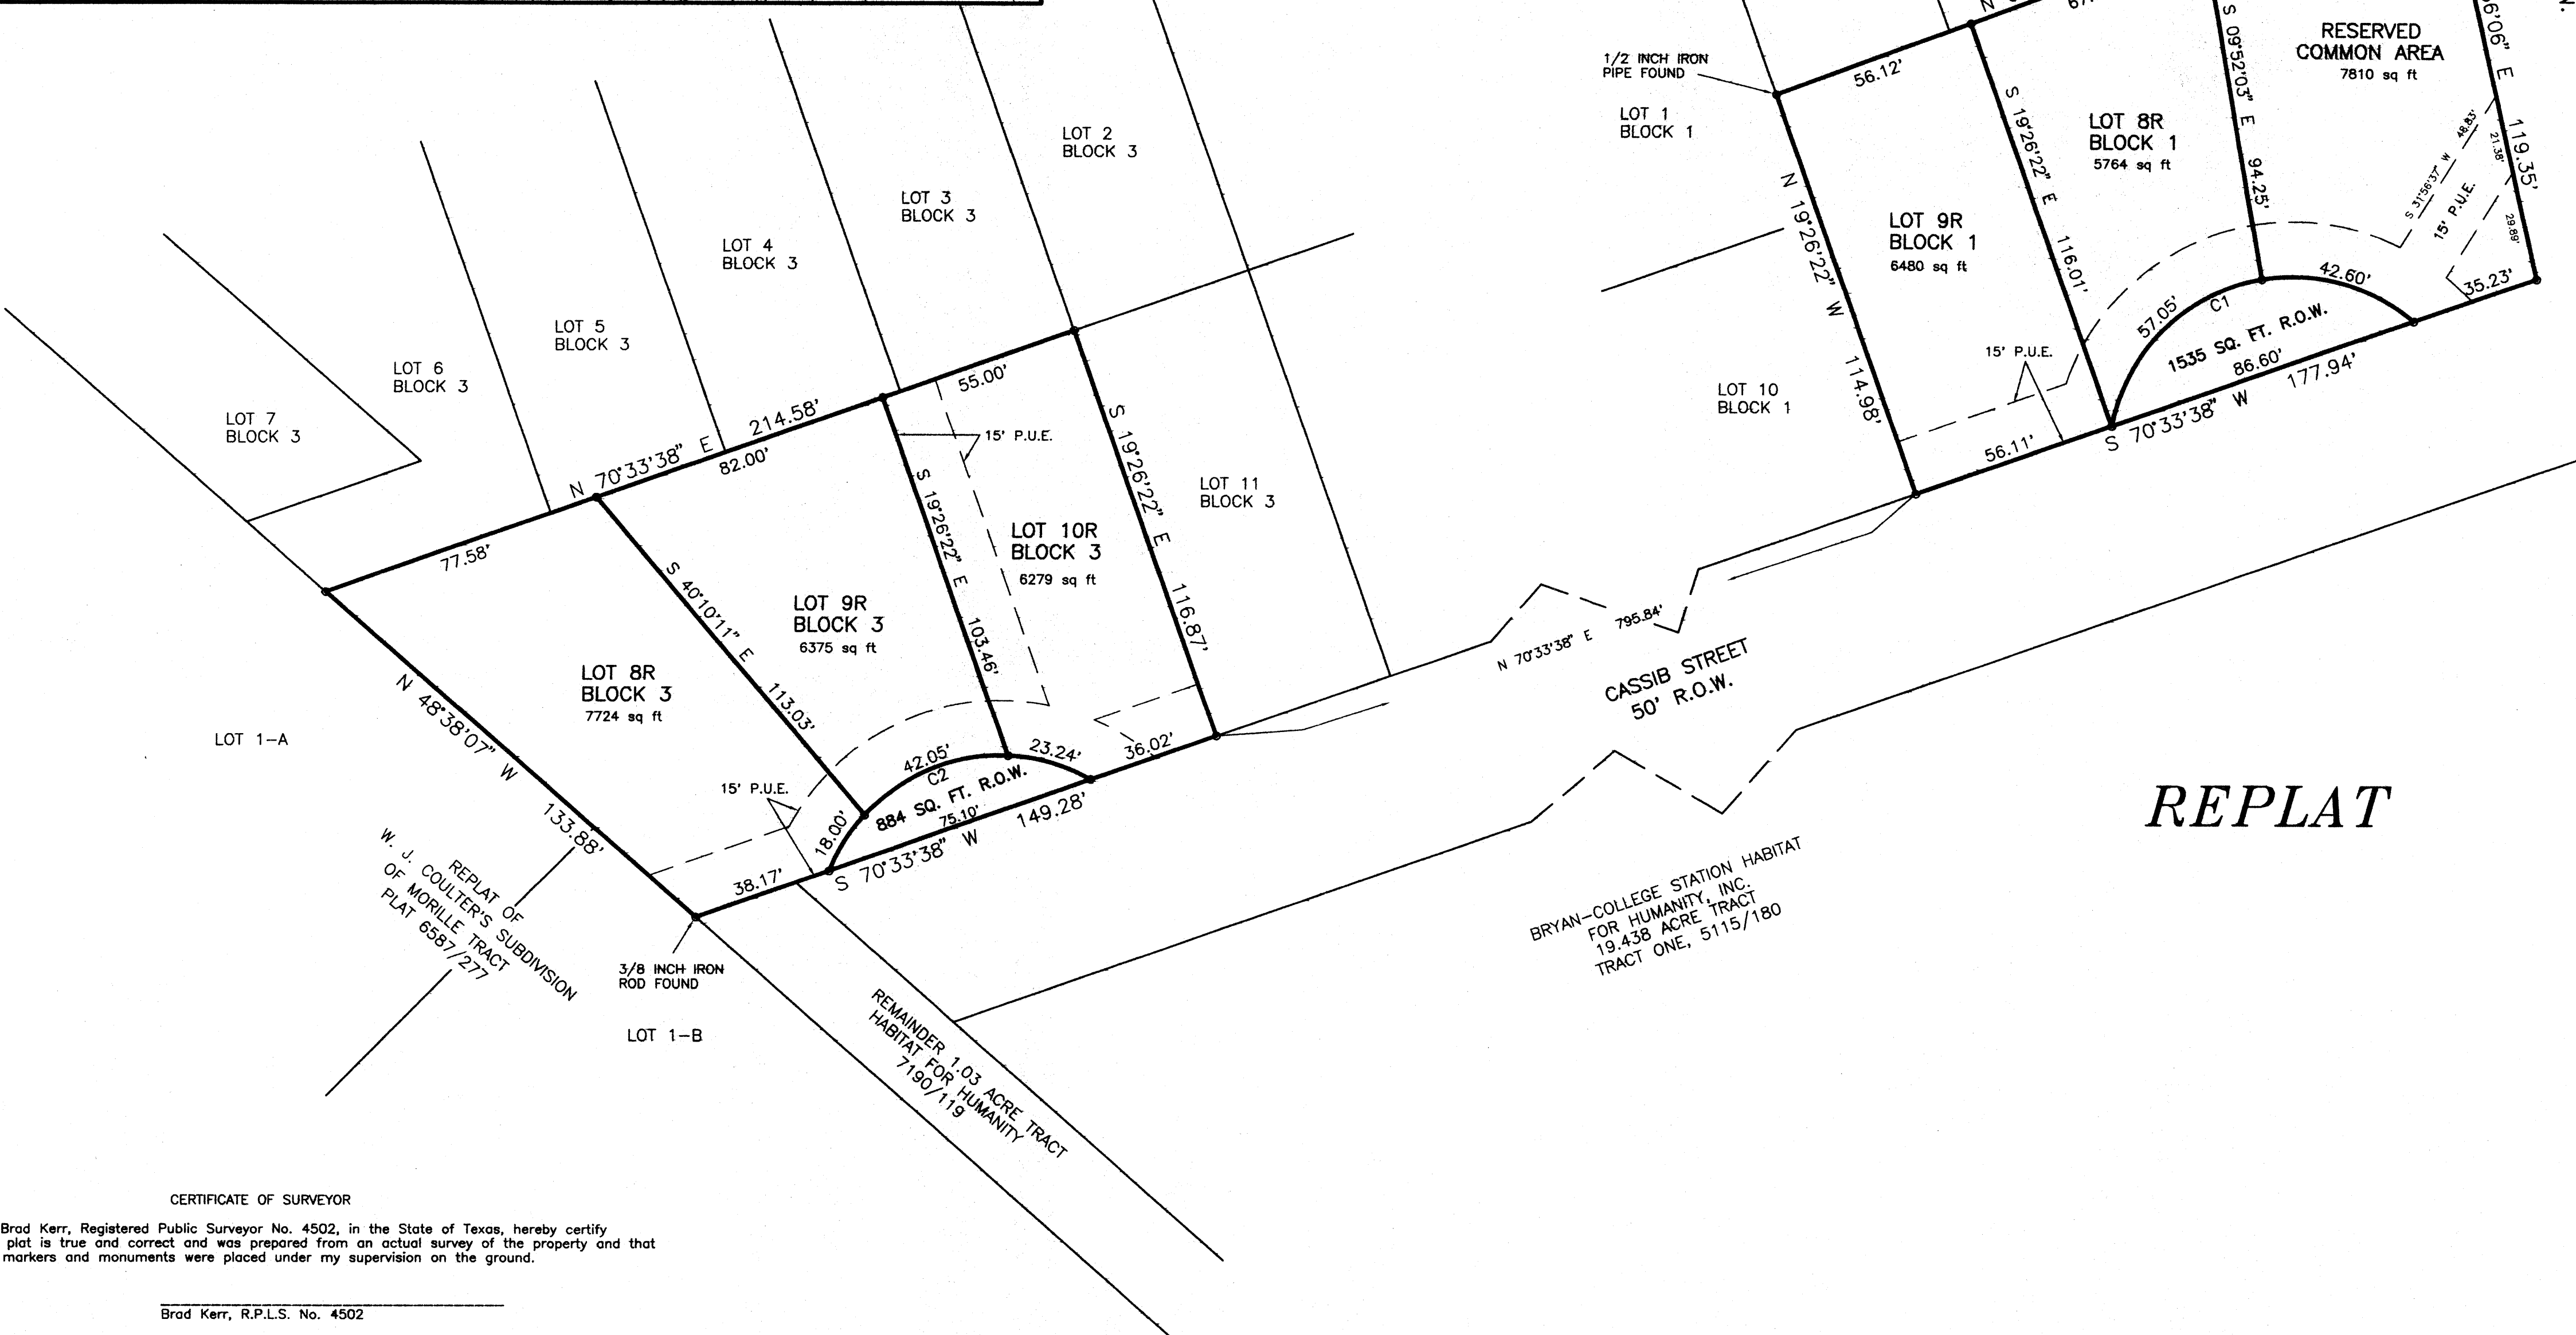 RESERVED
COMMON AREA
7810 sq ft
1/2 INCH IRON
PIPE FOUND
56.12'
S 09°52'03" E 94.25'
56'06" E 119.35'
LOT 1
BLOCK 1
LOT 8R
BLOCK 1
5764 sq ft
S 19°26'22" E 116.01'
LOT 9R
BLOCK 1
6480 sq ft
N 19°26'22" W 114.98'
S 31°56'37" W 48.83'
21.38'
15' P.U.E.
29.89'
42.60'
35.23'
57.05'
C1
1535 SQ. FT. R.O.W.
86.60'
177.94'
15' P.U.E.
S 70°33'38" W
56.11'
LOT 10
BLOCK 1
LOT 2
BLOCK 3
LOT 3
BLOCK 3
LOT 4
BLOCK 3
LOT 5
BLOCK 3
LOT 6
BLOCK 3
LOT 7
BLOCK 3
N 70°33'38" E 214.58'
77.58'
82.00'
55.00'
15' P.U.E.
S 19°26'22" E 103.46'
S 19°26'22" E 116.87'
LOT 11
BLOCK 3
LOT 10R
BLOCK 3
6279 sq ft
LOT 9R
BLOCK 3
6375 sq ft
S 40°10'11" E 113.03'
LOT 8R
BLOCK 3
7724 sq ft
N 48°38'07" W 133.88'
LOT 1-A
15' P.U.E.
42.05'
C2
23.24'
36.02'
18.00'
884 SQ. FT. R.O.W.
75.10'
149.28'
S 70°33'38" W
38.17'
N 70°33'38" E 795.84'
CASSIB STREET
50' R.O.W.
REPLAT
REPLAT OF
W. J. COULTER'S SUBDIVISION
OF MORILLE TRACT
PLAT 6587/277
3/8 INCH IRON
ROD FOUND
LOT 1-B
BRYAN-COLLEGE STATION HABITAT
FOR HUMANITY, INC.
19.438 ACRE TRACT
TRACT ONE, 5115/180
REMAINDER 1.03 ACRE TRACT
HABITAT FOR HUMANITY
7190/119
CERTIFICATE OF SURVEYOR
Brad Kerr, Registered Public Surveyor No. 4502, in the State of Texas, hereby certify
plat is true and correct and was prepared from an actual survey of the property and that
markers and monuments were placed under my supervision on the ground.
Brad Kerr, R.P.L.S. No. 4502